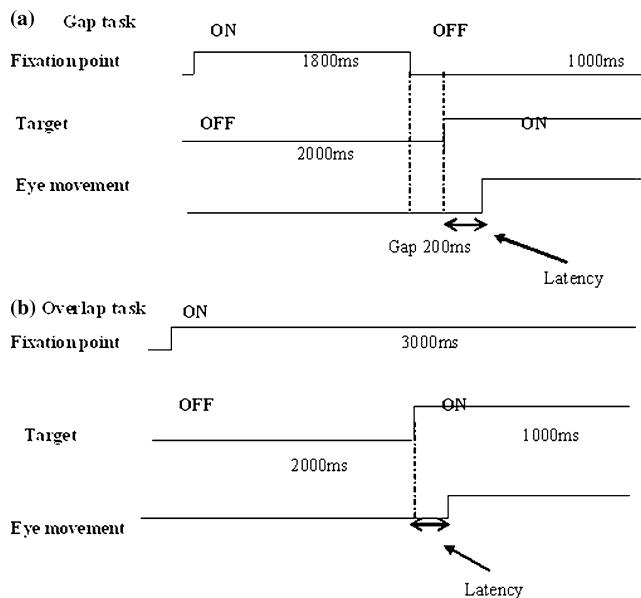 (a) Gap task
ON OFF
Fixation point 1800ms 1000ms
Target OFF ON
2000ms
Eye movement
Gap 200ms
Latency
(b) Overlap task ON
Fixation point 3000ms
OFF ON
Target 1000ms
2000ms
Eye movement
Latency